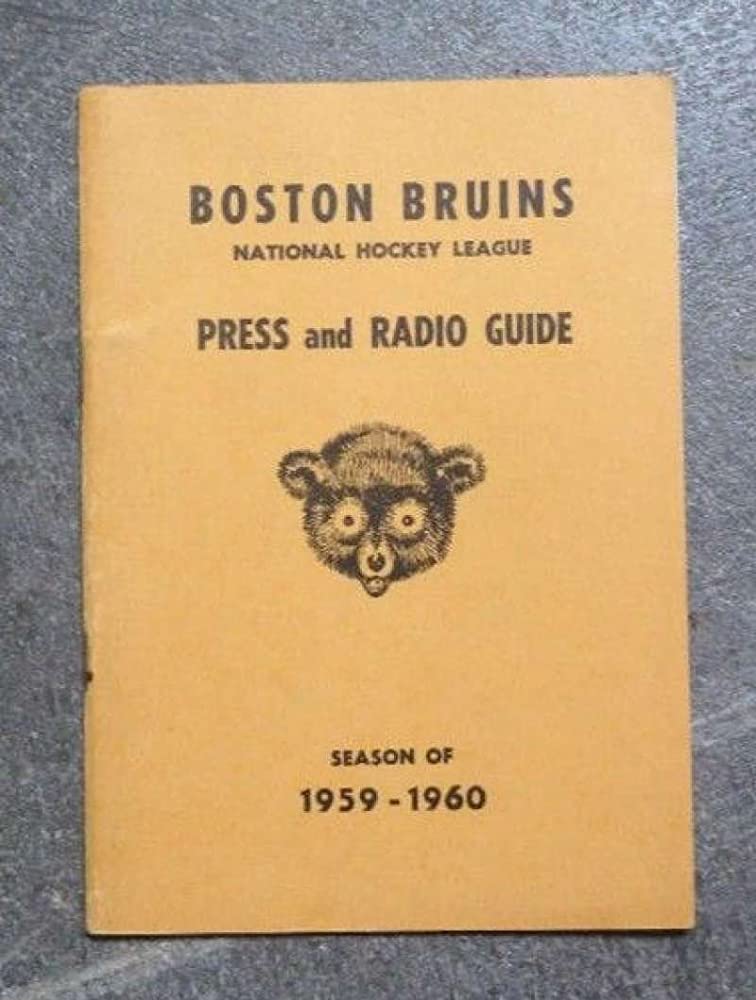 BOSTON BRUINS
NATIONAL HOCKEY LEAGUE
PRESS and RADIO GUIDE
SEASON OF
1959-1960